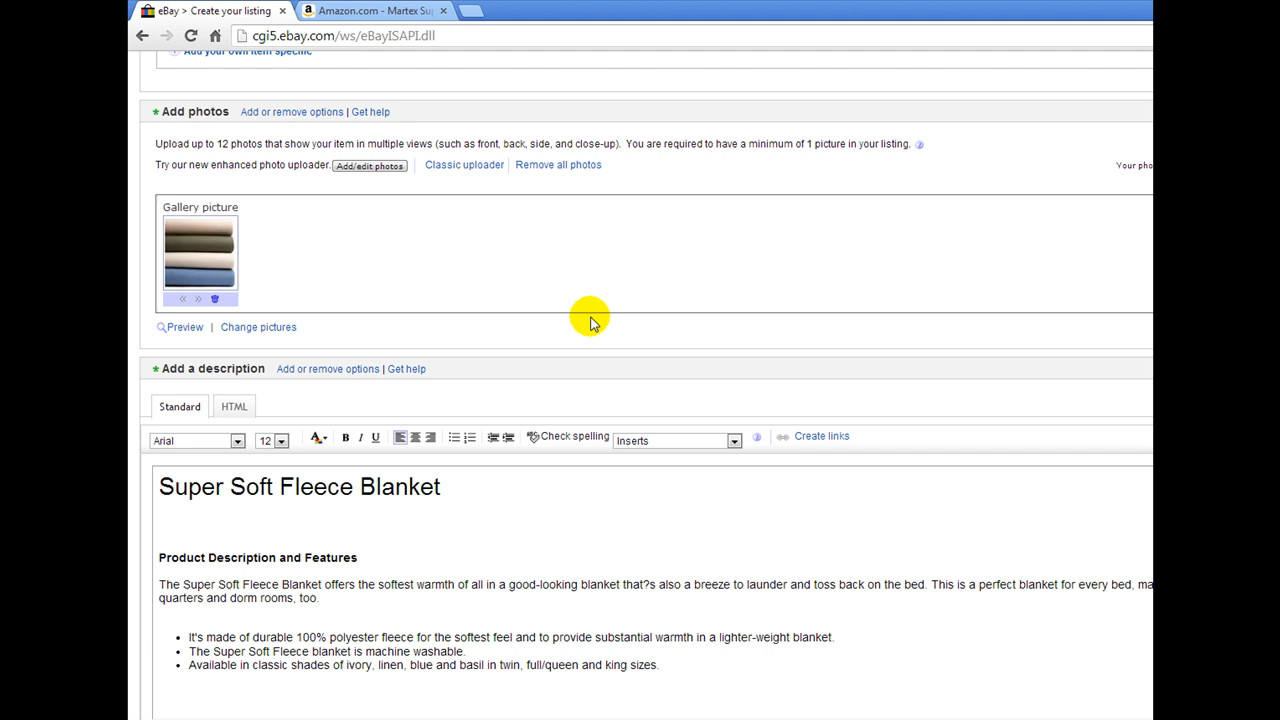 eBay > Create your listing × Amazon.com - Martex Su ×
cgi5.ebay.com/ws/eBayISAPI.dll
Add your own item specific
* Add photos Add or remove options | Get help
Upload up to 12 photos that show your item in multiple views (such as front, back, side, and close-up). You are required to have a minimum of 1 picture in your listing.
Try our new enhanced photo uploader. Add/edit photos | Classic uploader | Remove all photos
Your pho
Gallery picture
Preview | Change pictures
* Add a description Add or remove options | Get help
Standard HTML
Arial 12 A B I U Check spelling Inserts Create links
Super Soft Fleece Blanket
Product Description and Features
The Super Soft Fleece Blanket offers the softest warmth of all in a good-looking blanket that?s also a breeze to launder and toss back on the bed. This is a perfect blanket for every bed, ma
quarters and dorm rooms, too.
• It's made of durable 100% polyester fleece for the softest feel and to provide substantial warmth in a lighter-weight blanket.
• The Super Soft Fleece blanket is machine washable.
• Available in classic shades of ivory, linen, blue and basil in twin, full/queen and king sizes.